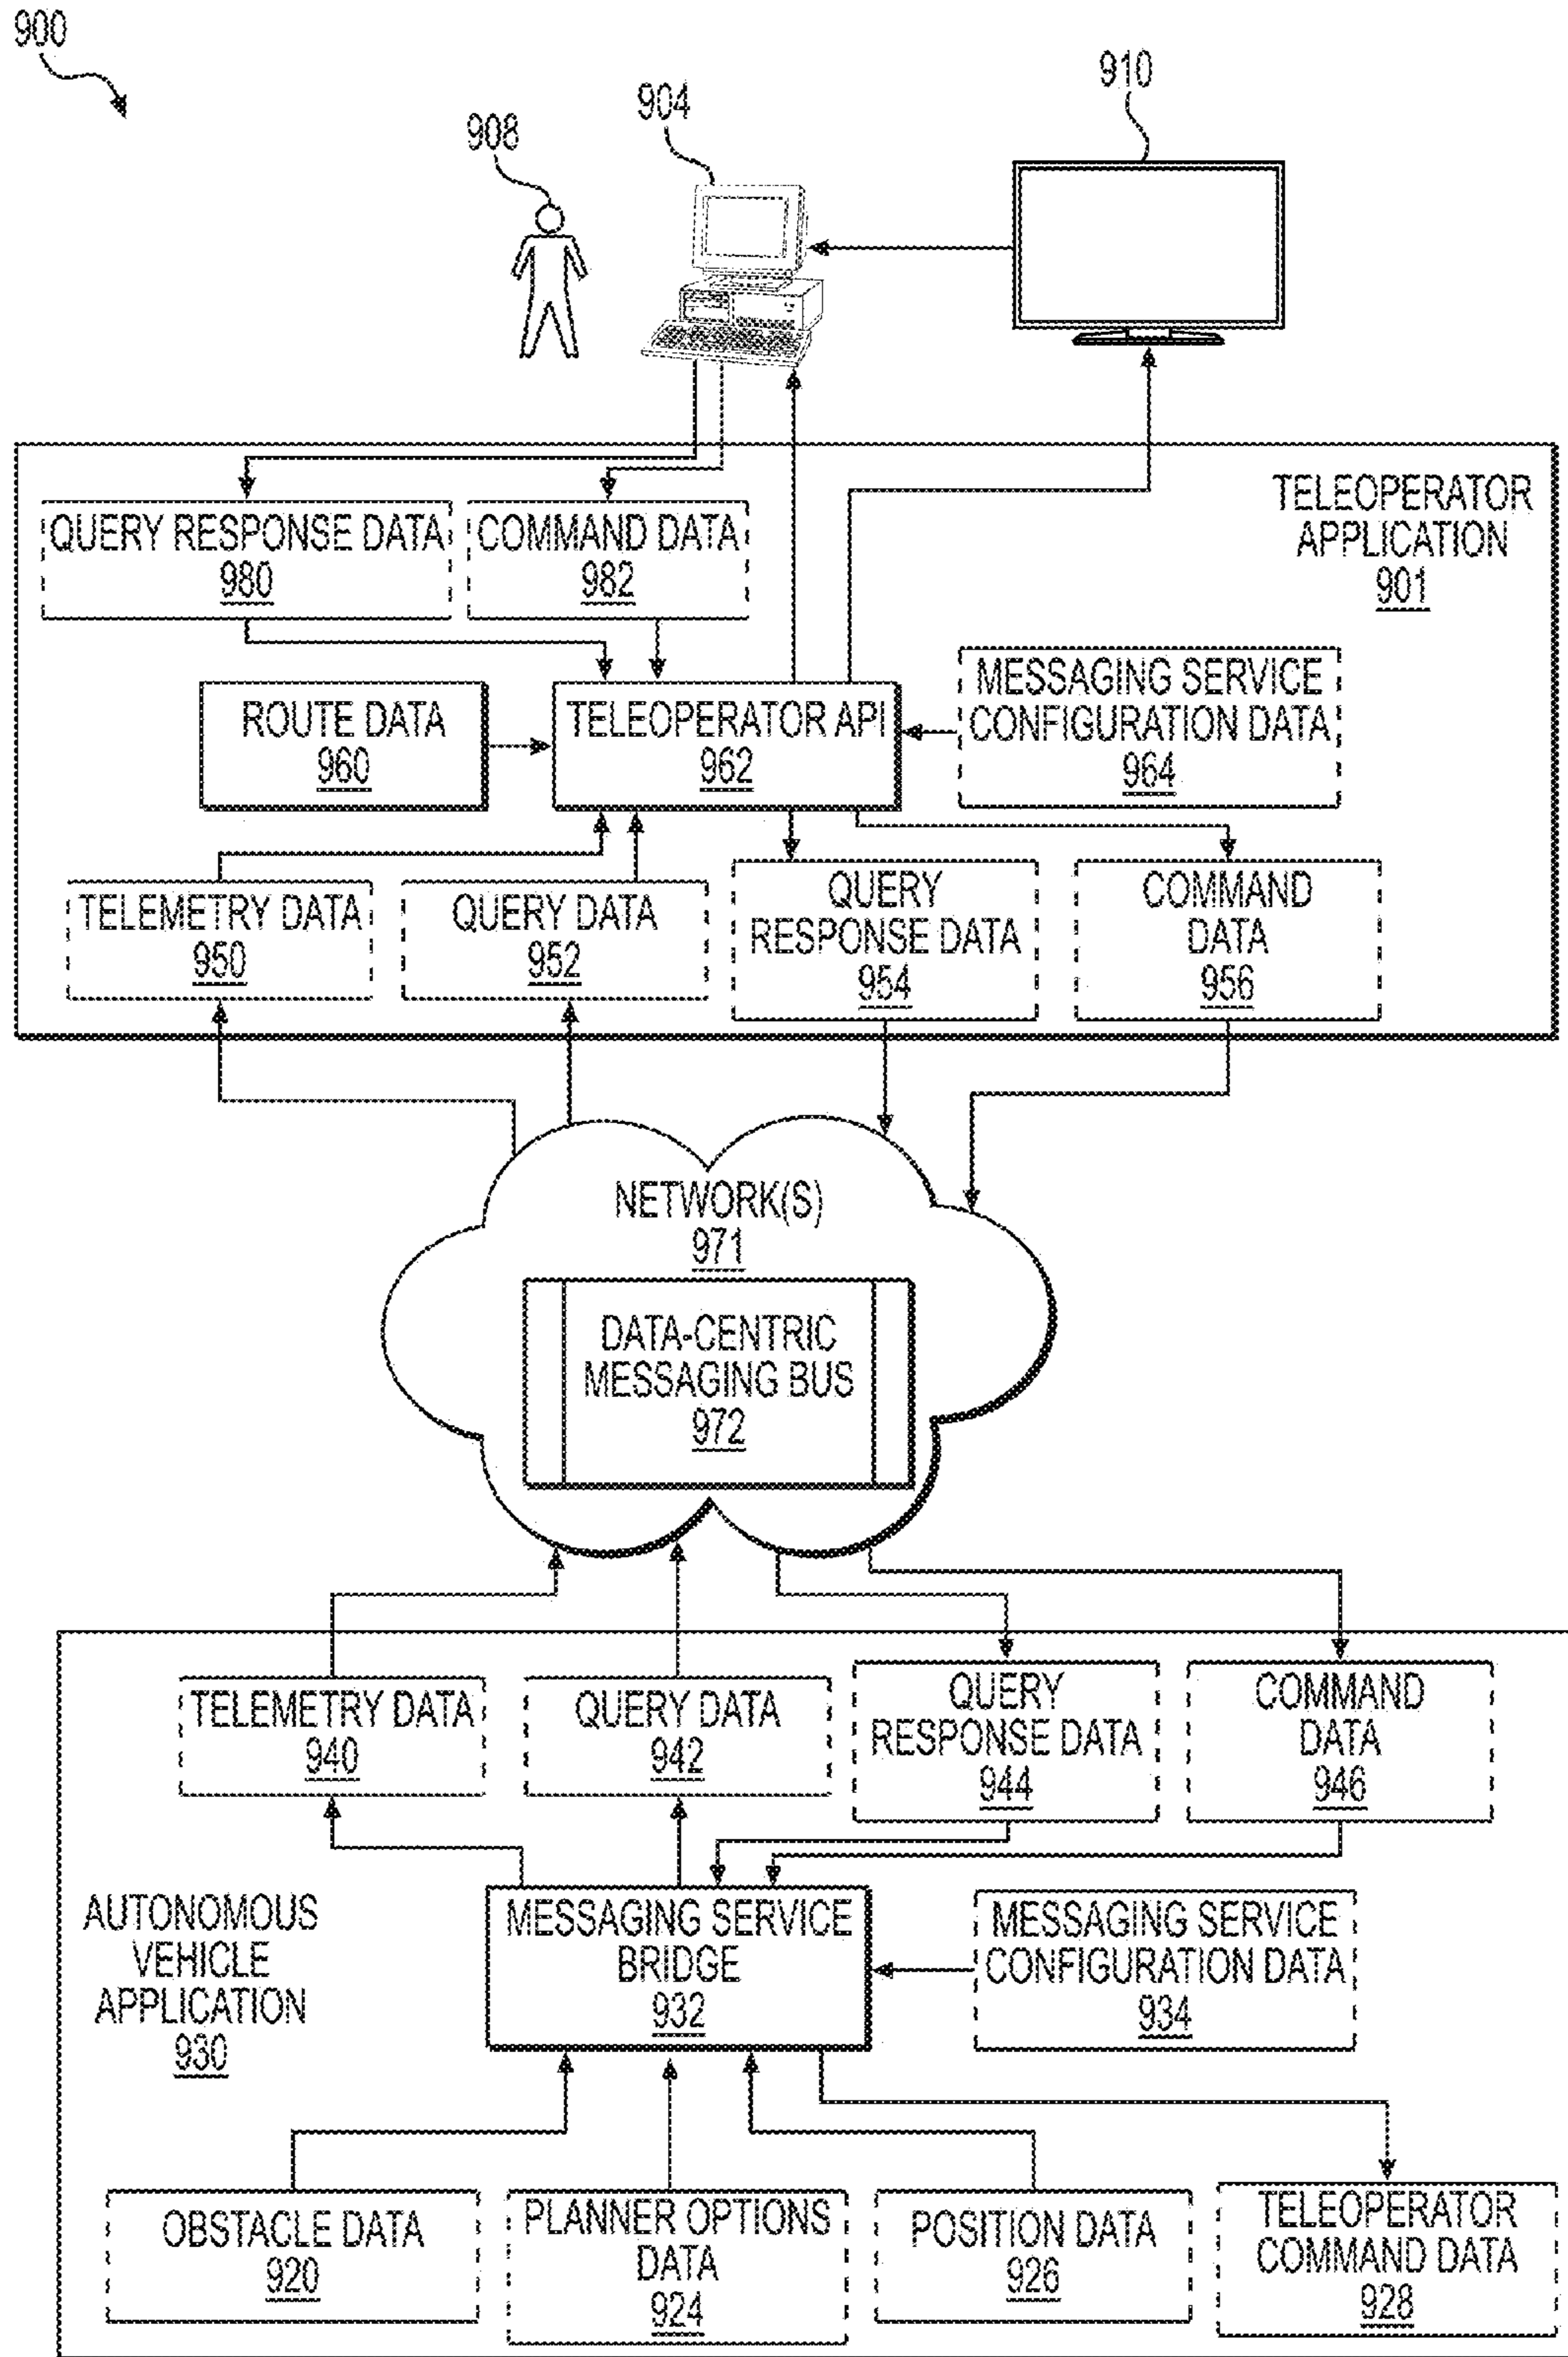 900
910
904
908
TELEOPERATOR
APPLICATION
901
QUERY RESPONSE DATA
980
COMMAND DATA
982
MESSAGING SERVICE
CONFIGURATION DATA
964
ROUTE DATA
960
TELEOPERATOR API
962
TELEMETRY DATA
950
QUERY DATA
952
QUERY
RESPONSE DATA
954
COMMAND
DATA
956
NETWORK(S)
971
DATA-CENTRIC
MESSAGING BUS
972
TELEMETRY DATA
940
QUERY DATA
942
QUERY
RESPONSE DATA
944
COMMAND
DATA
946
AUTONOMOUS
VEHICLE
APPLICATION
930
MESSAGING SERVICE
BRIDGE
932
MESSAGING SERVICE
CONFIGURATION DATA
934
OBSTACLE DATA
920
PLANNER OPTIONS
DATA
924
POSITION DATA
926
TELEOPERATOR
COMMAND DATA
928